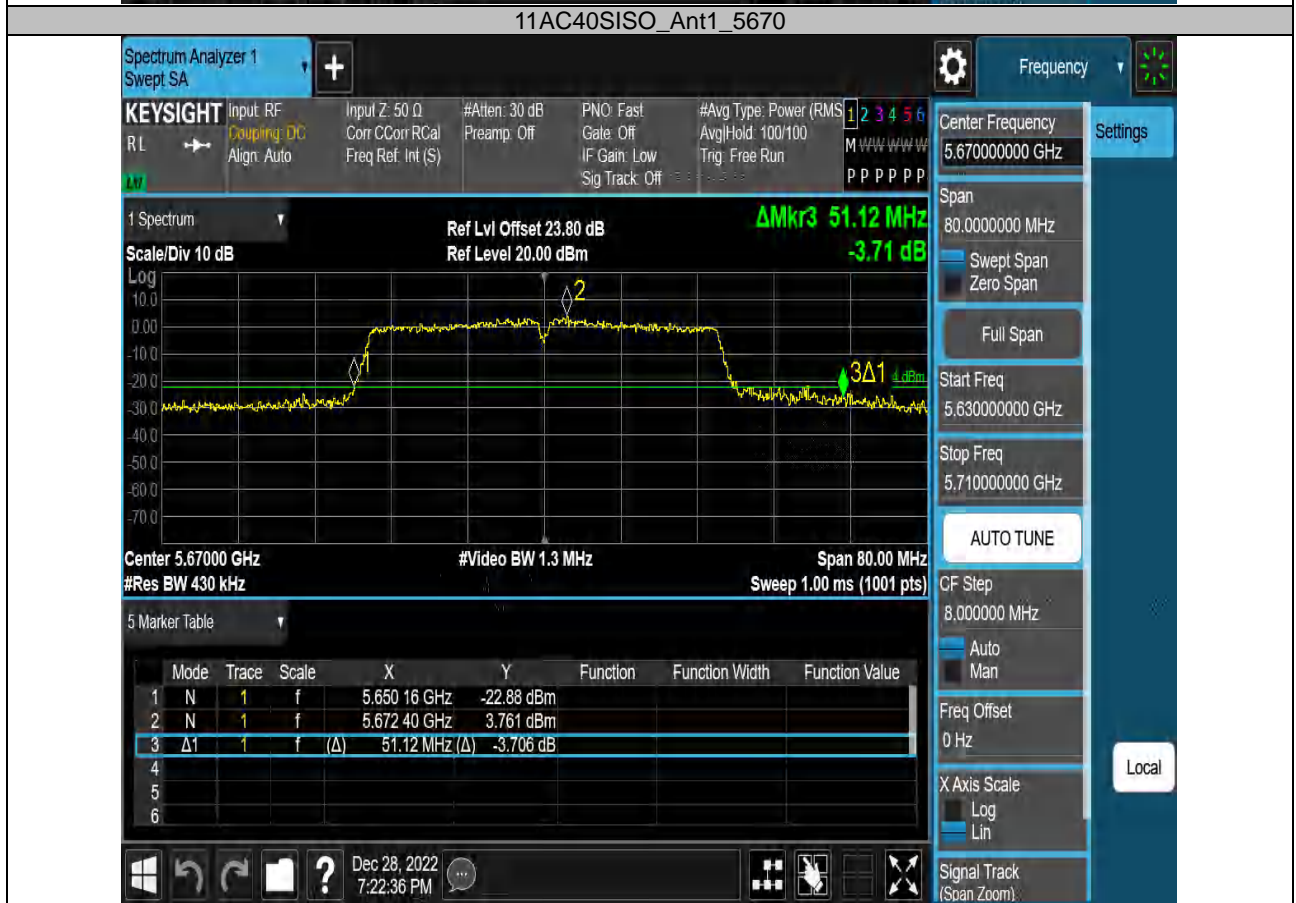 11AC40SISO_Ant1_5670
Spectrum Analyzer 1
Swept SA
Frequency
KEYSIGHT
Input: RF
Coupling: DC
Align: Auto
RL
LXI
Input Z: 50 Ω
Corr CCorr RCal
Freq Ref: Int (S)
#Atten: 30 dB
Preamp: Off
PNO: Fast
Gate: Off
IF Gain: Low
Sig Track: Off
#Avg Type: Power (RMS
Avg|Hold: 100/100
Trig: Free Run
1 2 3 4 5 6
M W W W W W
P P P P P P
1 Spectrum
Scale/Div 10 dB
Ref Lvl Offset 23.80 dB
Ref Level 20.00 dBm
ΔMkr3 51.12 MHz
-3.71 dB
Log
10.0
0.00
-10.0
-20.0
-30.0
-40.0
-50.0
-60.0
-70.0
1
2
3Δ1
4 dBm
Center 5.67000 GHz
#Res BW 430 kHz
#Video BW 1.3 MHz
Span 80.00 MHz
Sweep 1.00 ms (1001 pts)
5 Marker Table
Mode Trace Scale X Y Function Function Width Function Value
1 N 1 f 5.650 16 GHz -22.88 dBm
2 N 1 f 5.672 40 GHz 3.761 dBm
3 Δ1 1 f (Δ) 51.12 MHz (Δ) -3.706 dB
4
5
6
Dec 28, 2022
7:22:36 PM
Center Frequency
5.670000000 GHz
Settings
Span
80.0000000 MHz
Swept Span
Zero Span
Full Span
Start Freq
5.630000000 GHz
Stop Freq
5.710000000 GHz
AUTO TUNE
CF Step
8.000000 MHz
Auto
Man
Freq Offset
0 Hz
X Axis Scale
Log
Lin
Local
Signal Track
(Span Zoom)